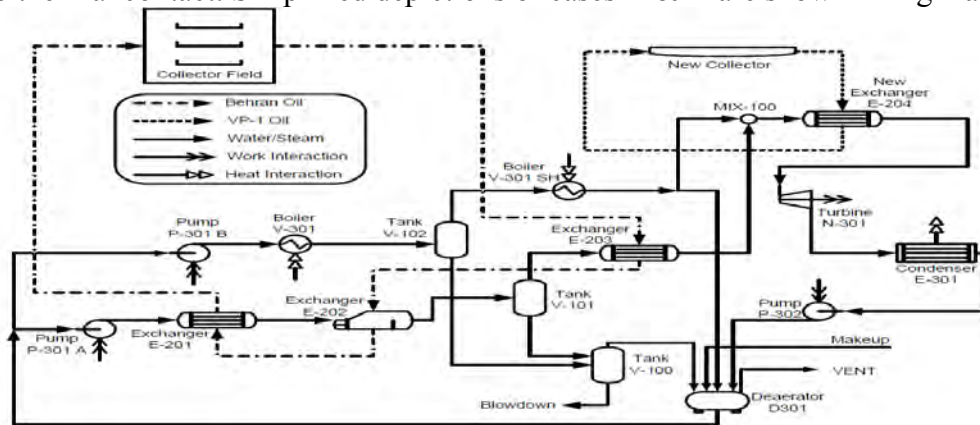 Collector Field
Behran Oil
VP-1 Oil
Water/Steam
Work Interaction
Heat Interaction
New Collector
New
Exchanger
E-204
MIX-100
Boiler
V-301 SH
Pump
P-301 B
Boiler
V-301
Tank
V-102
Exchanger
E-203
Turbine
N-301
Condenser
E-301
Exchanger
E-202
Tank
V-101
Pump
P-302
Pump
P-301 A
Exchanger
E-201
Tank
V-100
Makeup
VENT
Blowdown
Deaerator
D301